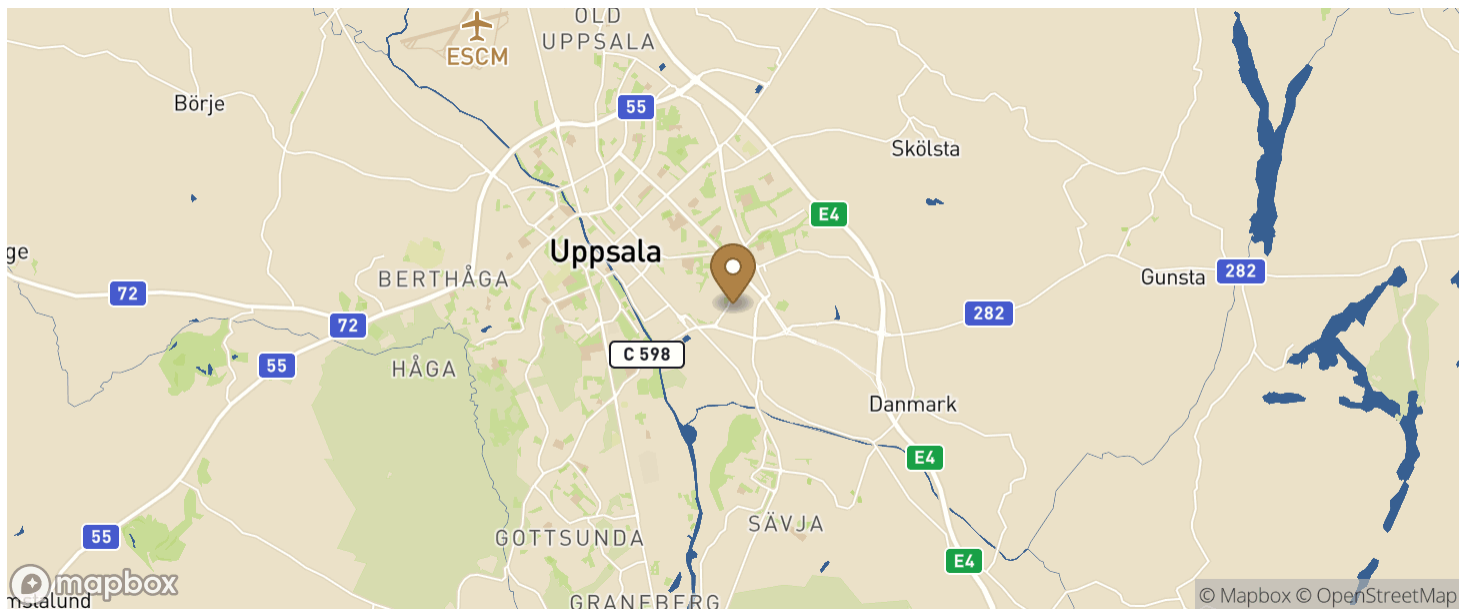 OLD
UPPSALA
ESCM
Börje
55
Skölsta
E4
Uppsala
ge
BERTHÅGA
Gunsta
282
72
282
72
C 598
55
HÅGA
Danmark
E4
SÄVJA
55
GOTTSUNDA
E4
mapbox
mstalund
GRANEBERG
© Mapbox © OpenStreetMap